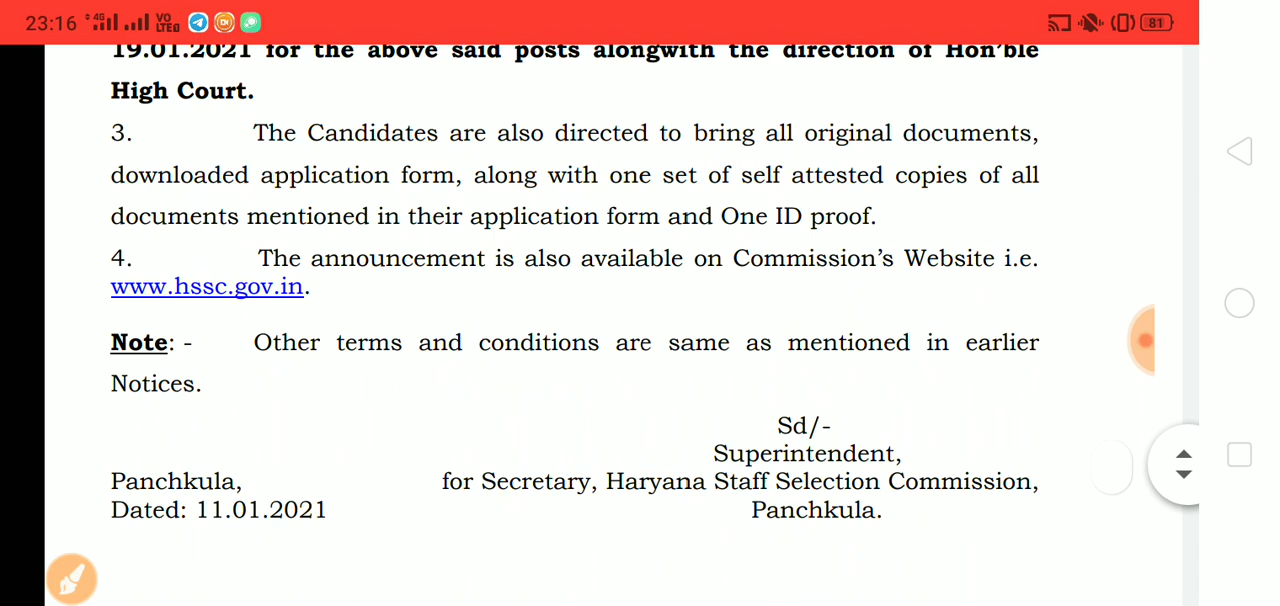 23:16 4G VO LTE 81
19.01.2021 for the above said posts alongwith the direction of Hon'ble
High Court.
3. The Candidates are also directed to bring all original documents,
downloaded application form, along with one set of self attested copies of all
documents mentioned in their application form and One ID proof.
4. The announcement is also available on Commission's Website i.e.
www.hssc.gov.in.
Note: - Other terms and conditions are same as mentioned in earlier
Notices.
Sd/-
Superintendent,
Panchkula, for Secretary, Haryana Staff Selection Commission,
Dated: 11.01.2021 Panchkula.